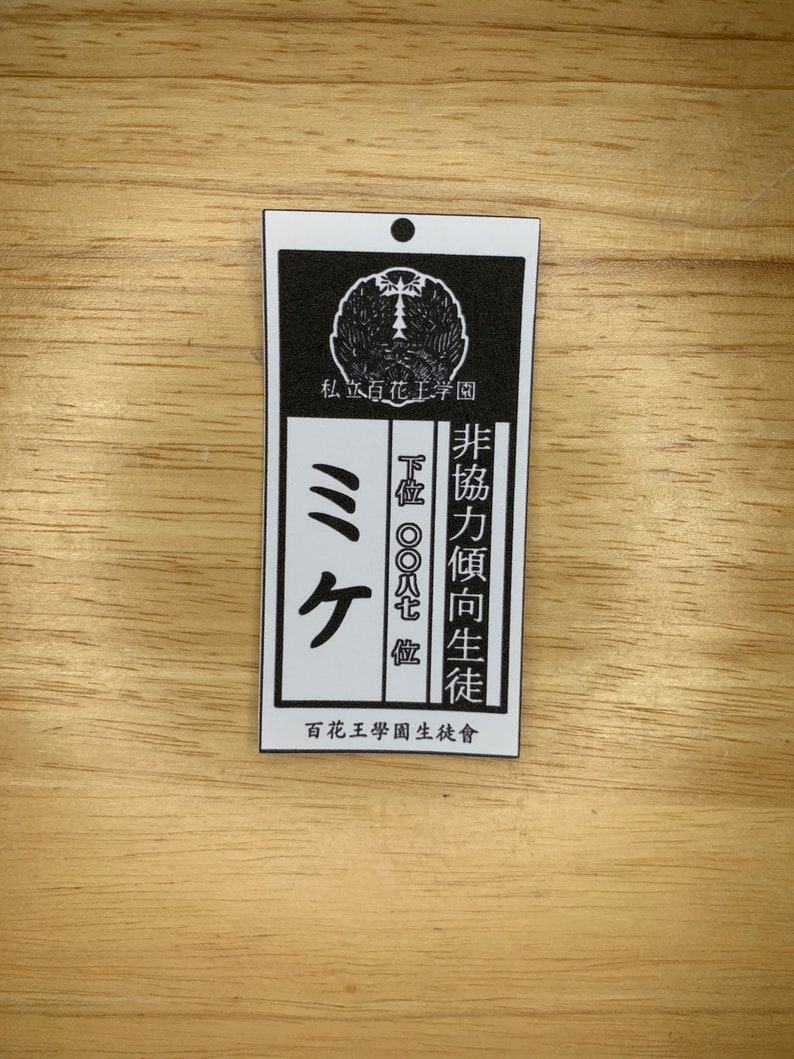 私立百花王学園
非協力傾向生徒
下位 〇〇八七 位
ミケ
百花王學園生徒會